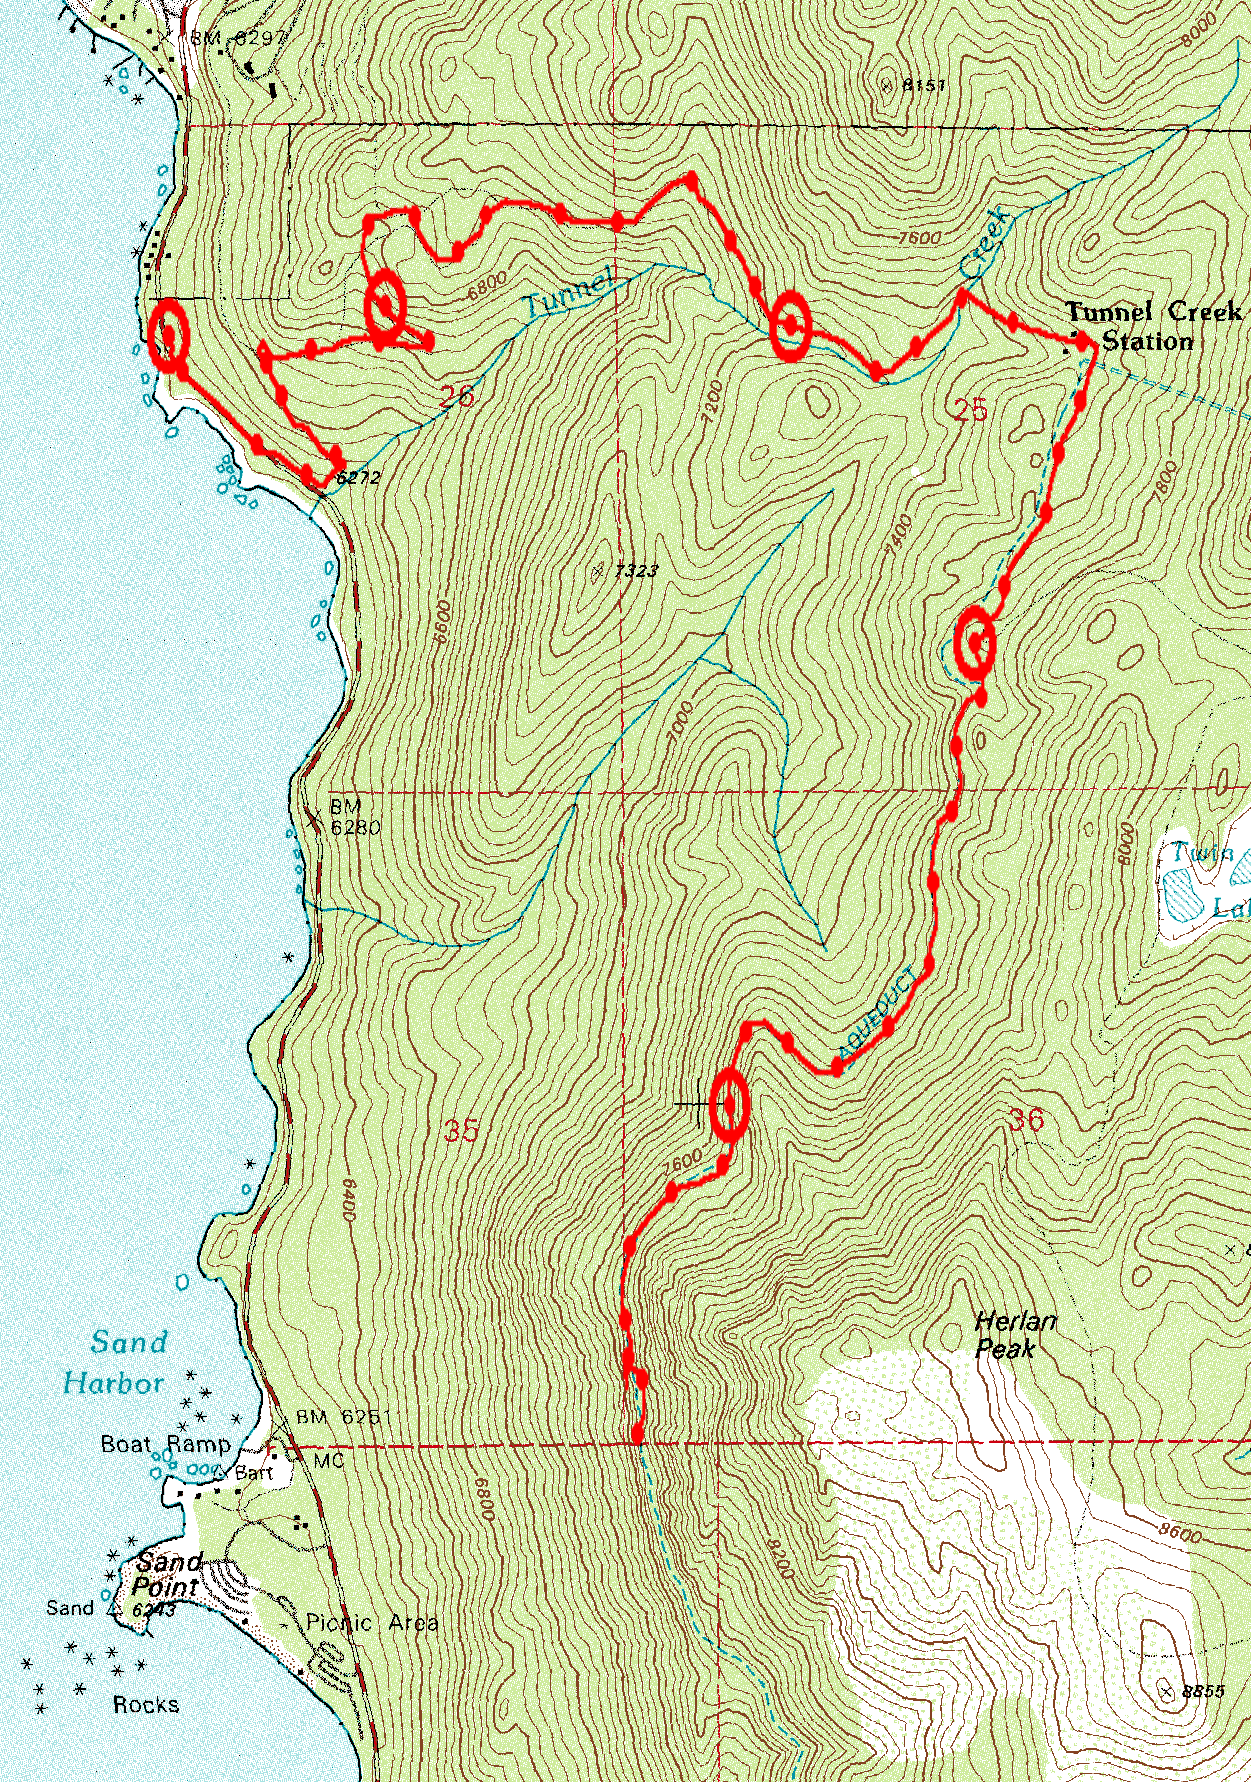 BM 6297
8000
8151
7600
Creek
6800
Tunnel
Tunnel Creek
Station
26
25
7200
6272
7800
7400
7323
6600
7000
BM
6280
8000
Twin
AQUEDUCT
35
36
7600
6400
Herlan
Peak
Sand
Harbor
BM 6251
Boat Ramp
MC
Bart
6800
8600
8200
Sand
Point
Sand
6243
Picnic Area
8855
Rocks